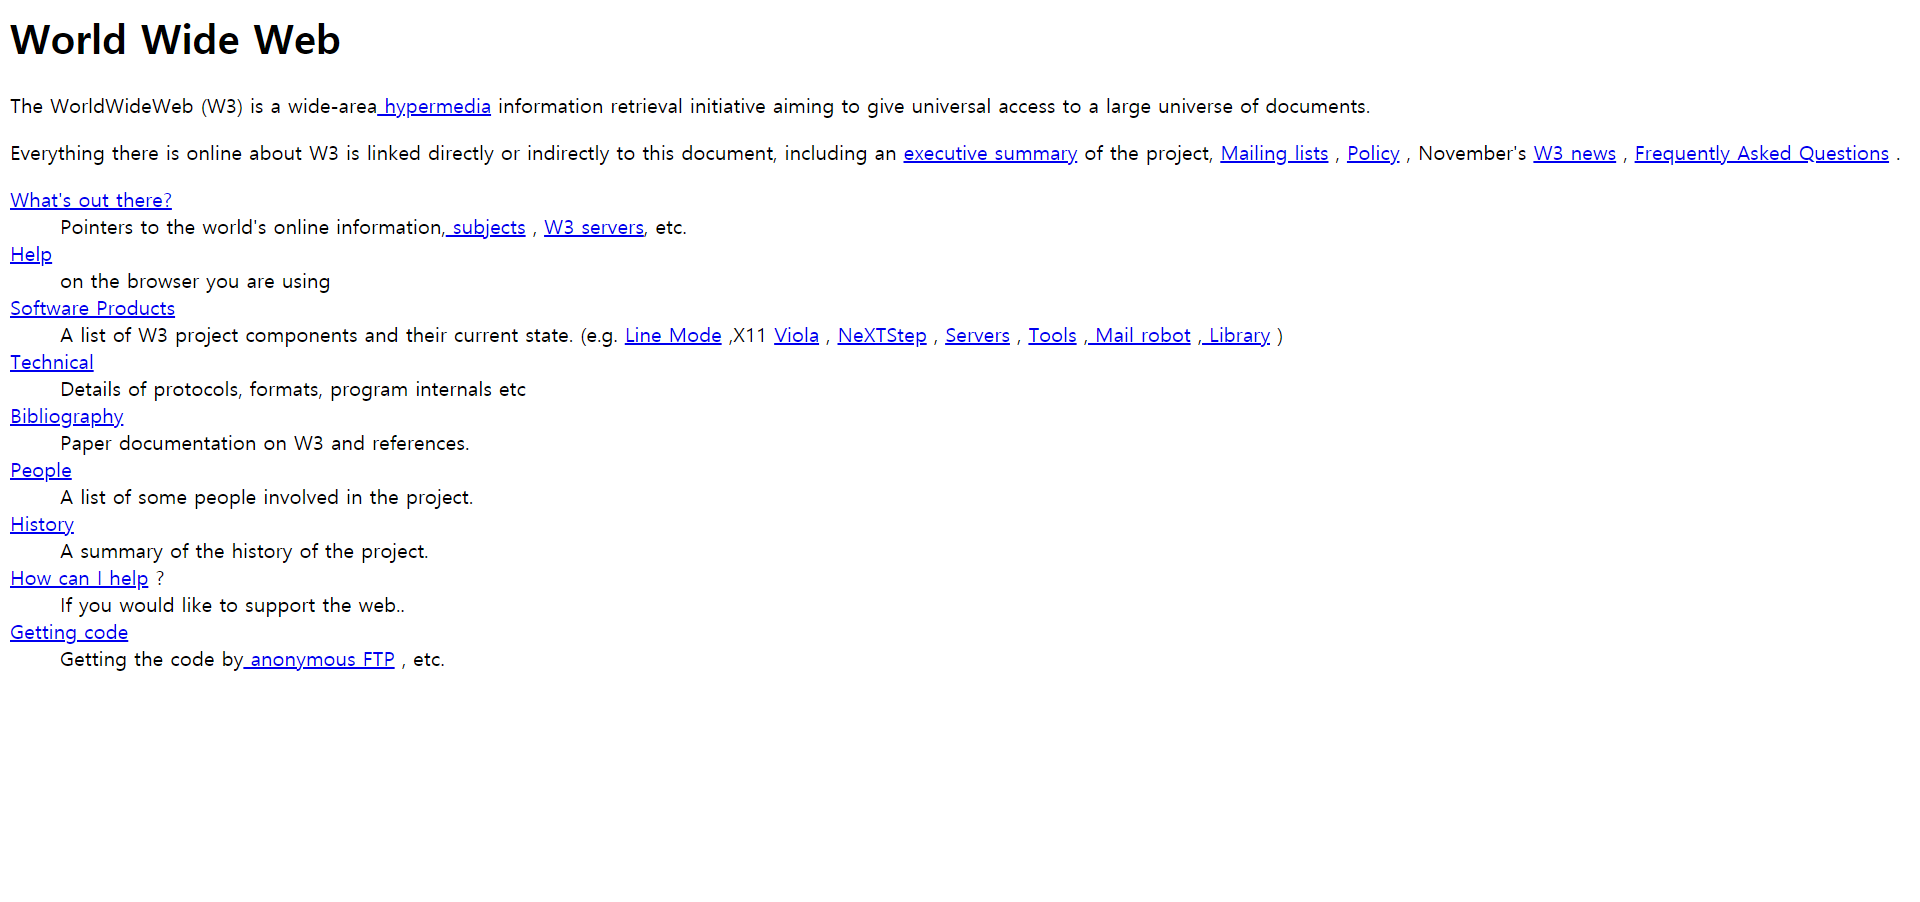 World Wide Web
The WorldWideWeb (W3) is a wide-area hypermedia information retrieval initiative aiming to give universal access to a large universe of documents.
Everything there is online about W3 is linked directly or indirectly to this document, including an executive summary of the project, Mailing lists , Policy , November's W3 news , Frequently Asked Questions .
What's out there?
Pointers to the world's online information, subjects , W3 servers, etc.
Help
on the browser you are using
Software Products
A list of W3 project components and their current state. (e.g. Line Mode ,X11 Viola , NeXTStep , Servers , Tools , Mail robot , Library )
Technical
Details of protocols, formats, program internals etc
Bibliography
Paper documentation on W3 and references.
People
A list of some people involved in the project.
History
A summary of the history of the project.
How can I help ?
If you would like to support the web..
Getting code
Getting the code by anonymous FTP , etc.